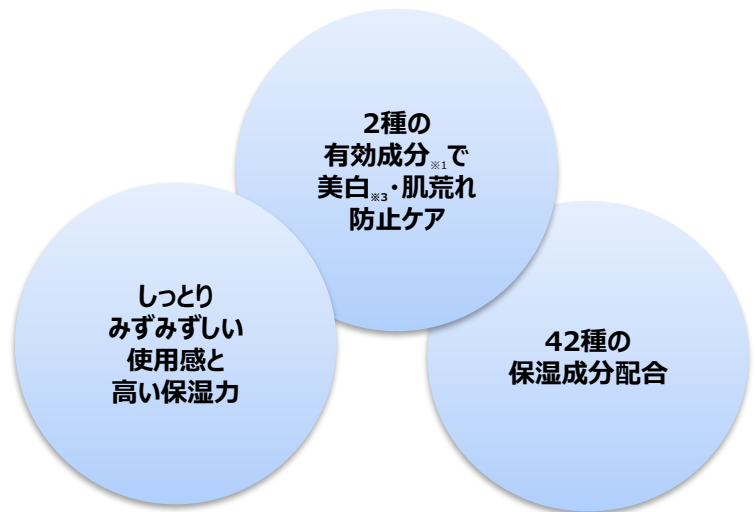 2種の
有効成分※1で
美白※3・肌荒れ
防止ケア
しっとり
みずみずしい
使用感と
高い保湿力
42種の
保湿成分配合